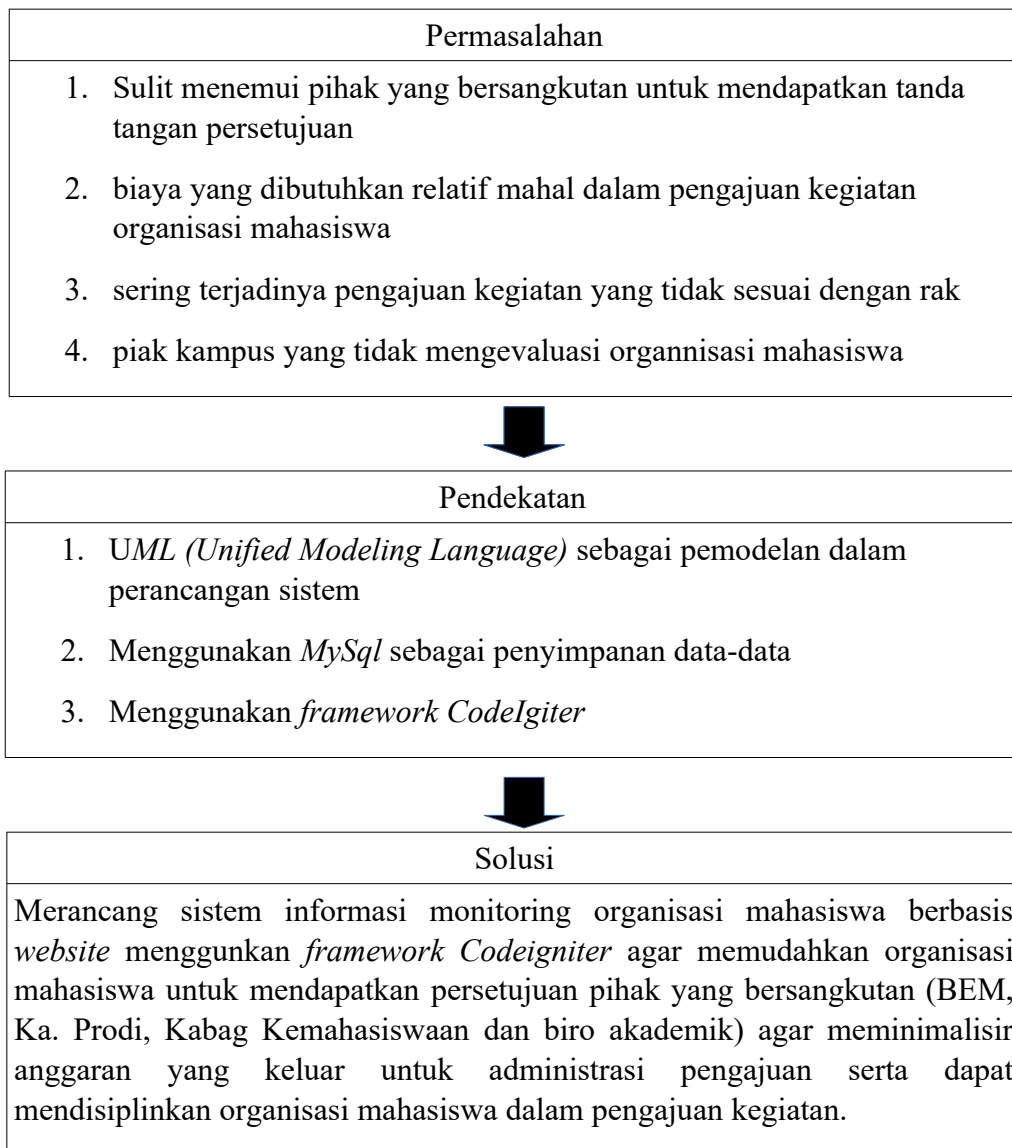 Permasalahan
1. Sulit menemui pihak yang bersangkutan untuk mendapatkan tanda
tangan persetujuan
2. biaya yang dibutuhkan relatif mahal dalam pengajuan kegiatan
organisasi mahasiswa
3. sering terjadinya pengajuan kegiatan yang tidak sesuai dengan rak
4. piak kampus yang tidak mengevaluasi organnisasi mahasiswa
Pendekatan
1. UML (Unified Modeling Language) sebagai pemodelan dalam
perancangan sistem
2. Menggunakan MySql sebagai penyimpanan data-data
3. Menggunakan framework CodeIgiter
Solusi
Merancang sistem informasi monitoring organisasi mahasiswa berbasis
website menggunkan framework Codeigniter agar memudahkan organisasi
mahasiswa untuk mendapatkan persetujuan pihak yang bersangkutan (BEM,
Ka. Prodi, Kabag Kemahasiswaan dan biro akademik) agar meminimalisir
anggaran yang keluar untuk administrasi pengajuan serta dapat
mendisiplinkan organisasi mahasiswa dalam pengajuan kegiatan.